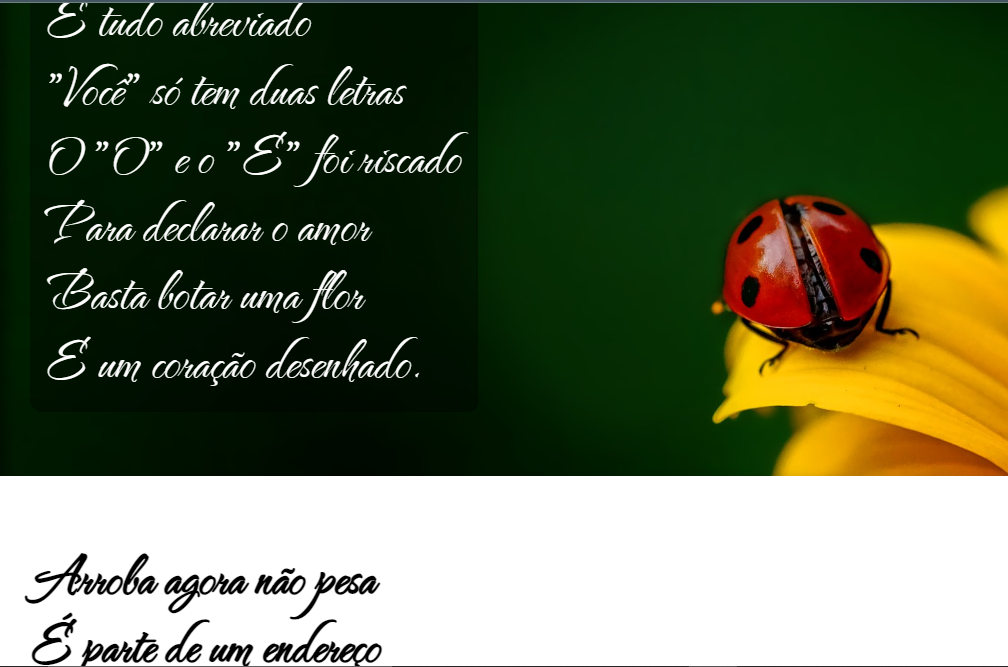 É tudo abreviado
"Você" só tem duas letras
O "O" e o "E" foi riscado
Para declarar o amor
Basta botar uma flor
E um coração desenhado.
Arroba agora não pesa
É parte de um endereço